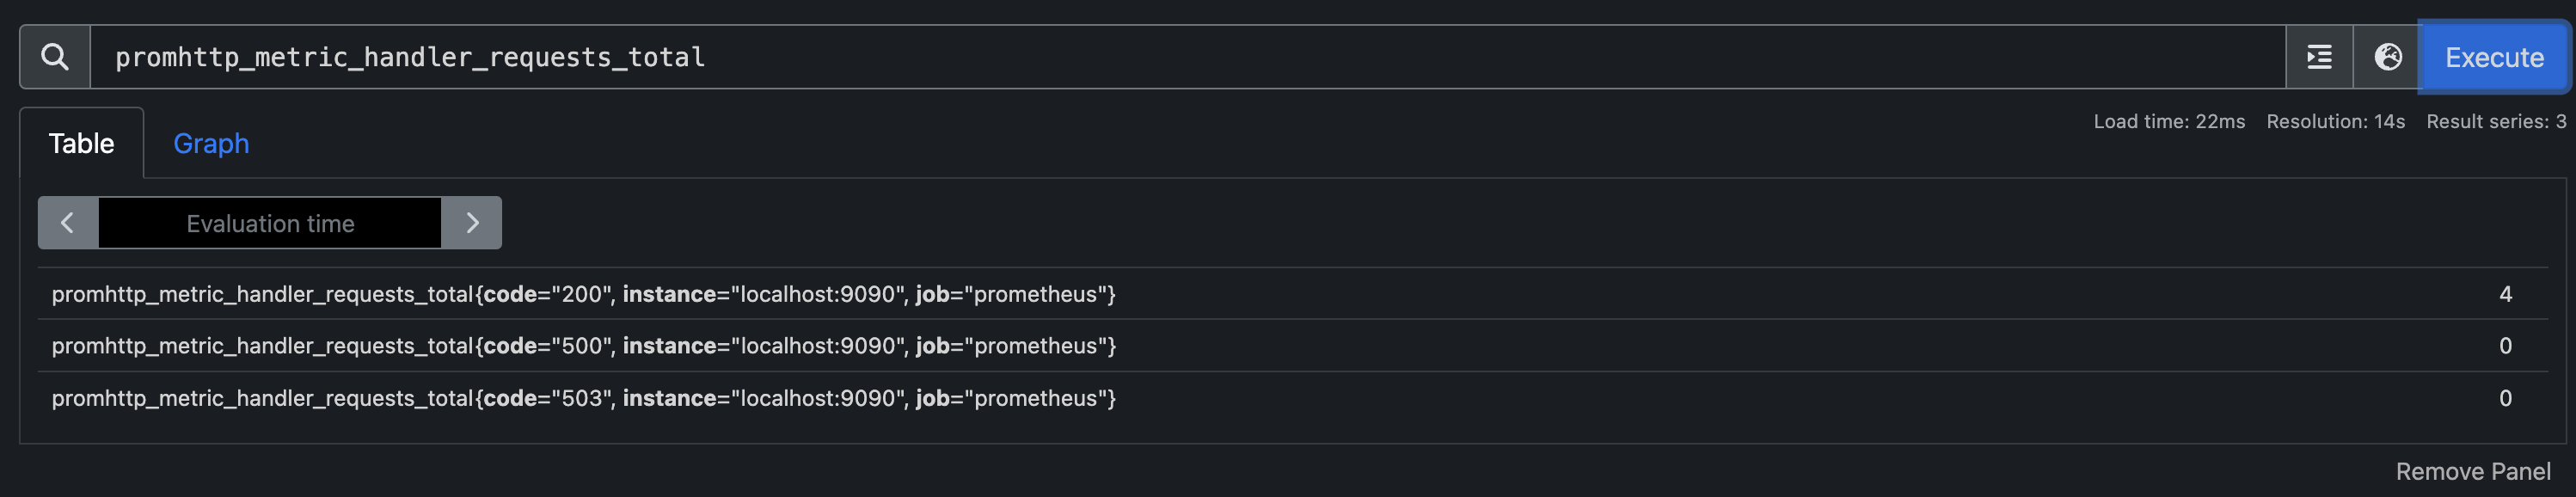 promhttp_metric_handler_requests_total
Execute
Table
Graph
Load time: 22ms Resolution: 14s Result series: 3
Evaluation time
promhttp_metric_handler_requests_total{code="200", instance="localhost:9090", job="prometheus"} 4
promhttp_metric_handler_requests_total{code="500", instance="localhost:9090", job="prometheus"} 0
promhttp_metric_handler_requests_total{code="503", instance="localhost:9090", job="prometheus"} 0
Remove Panel